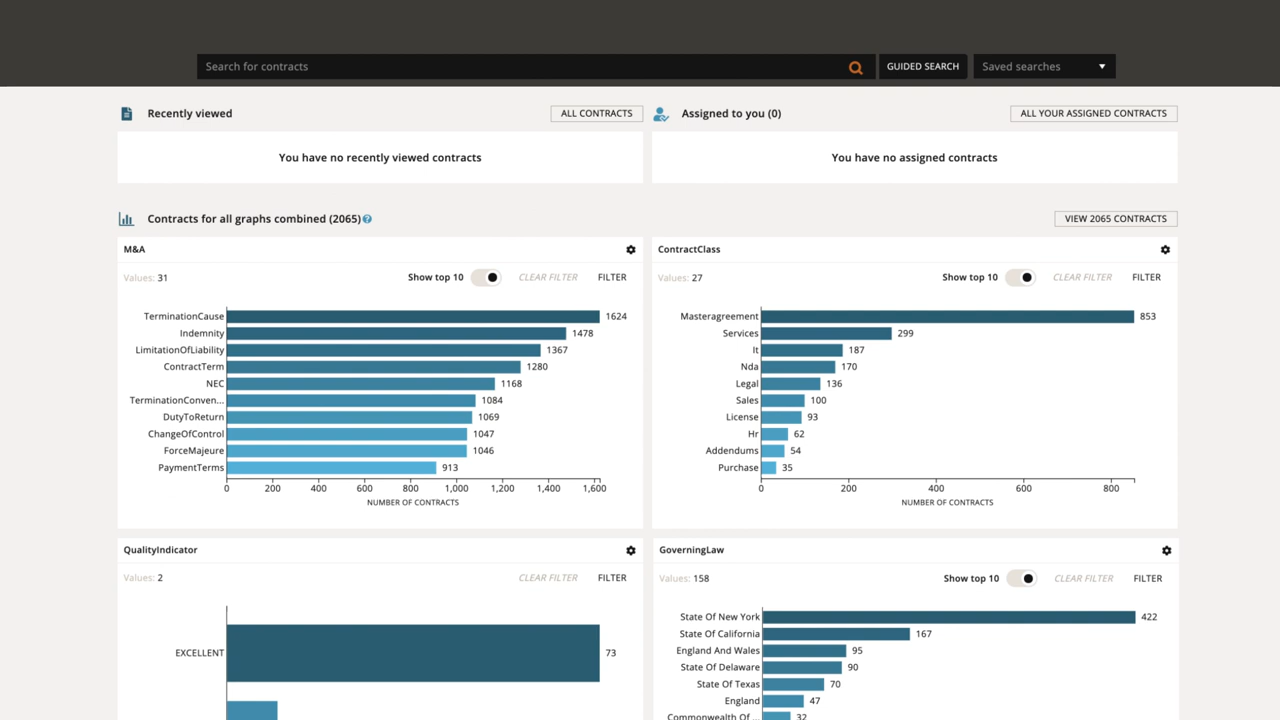 Search for contracts
GUIDED SEARCH
Saved searches
Recently viewed
ALL CONTRACTS
Assigned to you (0)
ALL YOUR ASSIGNED CONTRACTS
You have no recently viewed contracts
You have no assigned contracts
Contracts for all graphs combined (2065)
?
VIEW 2065 CONTRACTS
M&A
Values: 31
Show top 10
CLEAR FILTER
FILTER
TerminationCause 1624
Indemnity 1478
LimitationOfLiability 1367
ContractTerm 1280
NEC 1168
TerminationConven... 1084
DutyToReturn 1069
ChangeOfControl 1047
ForceMajeure 1046
PaymentTerms 913
0 200 400 600 800 1,000 1,200 1,400 1,600
NUMBER OF CONTRACTS
ContractClass
Values: 27
Show top 10
CLEAR FILTER
FILTER
Masteragreement 853
Services 299
It 187
Nda 170
Legal 136
Sales 100
License 93
Hr 62
Addendums 54
Purchase 35
0 200 400 600 800
NUMBER OF CONTRACTS
QualityIndicator
Values: 2
CLEAR FILTER
FILTER
EXCELLENT 73
GoverningLaw
Values: 158
Show top 10
CLEAR FILTER
FILTER
State Of New York 422
State Of California 167
England And Wales 95
State Of Delaware 90
State Of Texas 70
England 47
Commonwealth Of ... 32